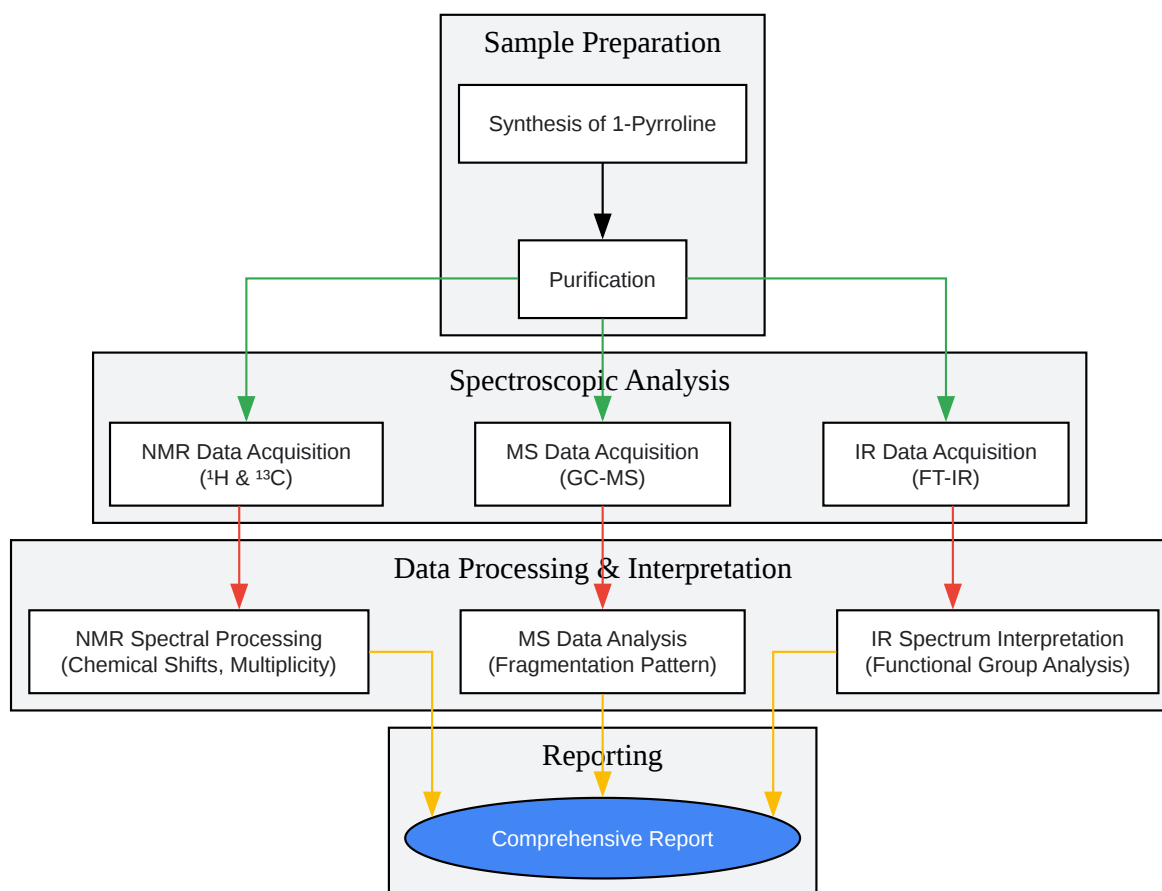 Sample Preparation
Synthesis of 1-Pyrroline
Purification
Spectroscopic Analysis
NMR Data Acquisition
(¹H & ¹³C)
MS Data Acquisition
(GC-MS)
IR Data Acquisition
(FT-IR)
Data Processing & Interpretation
NMR Spectral Processing
(Chemical Shifts, Multiplicity)
MS Data Analysis
(Fragmentation Pattern)
IR Spectrum Interpretation
(Functional Group Analysis)
Reporting
Comprehensive Report